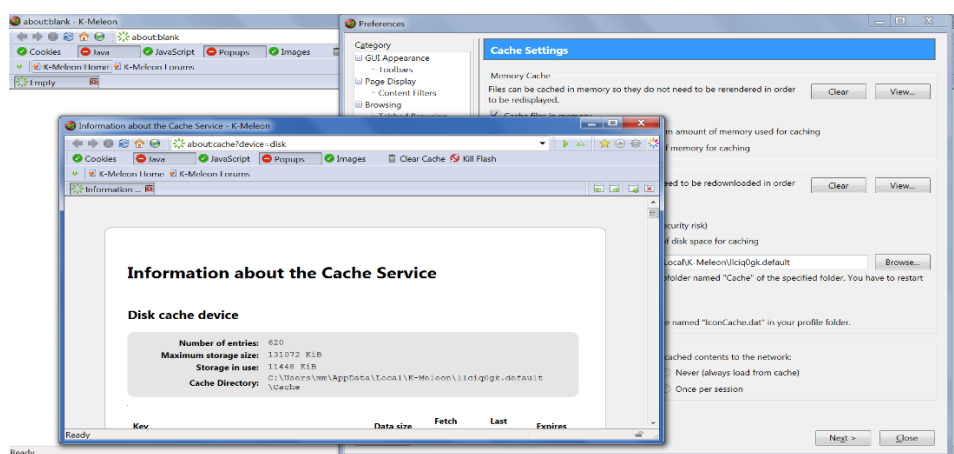 about:blank - K-Meleon
about:blank
Cookies Java JavaScript Popups Images
K-Meleon Home K-Meleon Forums
Empty
Preferences
Category
GUI Appearance
Toolbars
Page Display
Content Filters
Browsing
Tabbed Browsing
Cache Settings
Memory Cache
Files can be cached in memory so they do not need to be rerendered in order Clear View...
to be redisplayed.
Cache files in memory
m amount of memory used for caching
f memory for caching
eed to be redownloaded in order Clear View...
curity risk)
f disk space for caching
Local\K-Meleon\llciq0gk.default Browse...
folder named "Cache" of the specified folder. You have to restart
e named "IconCache.dat" in your profile folder.
cached contents to the network:
Never (always load from cache)
Once per session
Next > Close
Information about the Cache Service - K-Meleon
about:cache?device=disk
Cookies Java JavaScript Popups Images Clear Cache Kill Flash
K-Meleon Home K-Meleon Forums
Information ...
Information about the Cache Service
Disk cache device
Number of entries: 620
Maximum storage size: 131072 KiB
Storage in use: 11448 KiB
Cache Directory: C:\Users\mm\AppData\Local\K-Meleon\llciq0gk.default
\Cache
Key Data size Fetch Last Expires
Ready
Ready